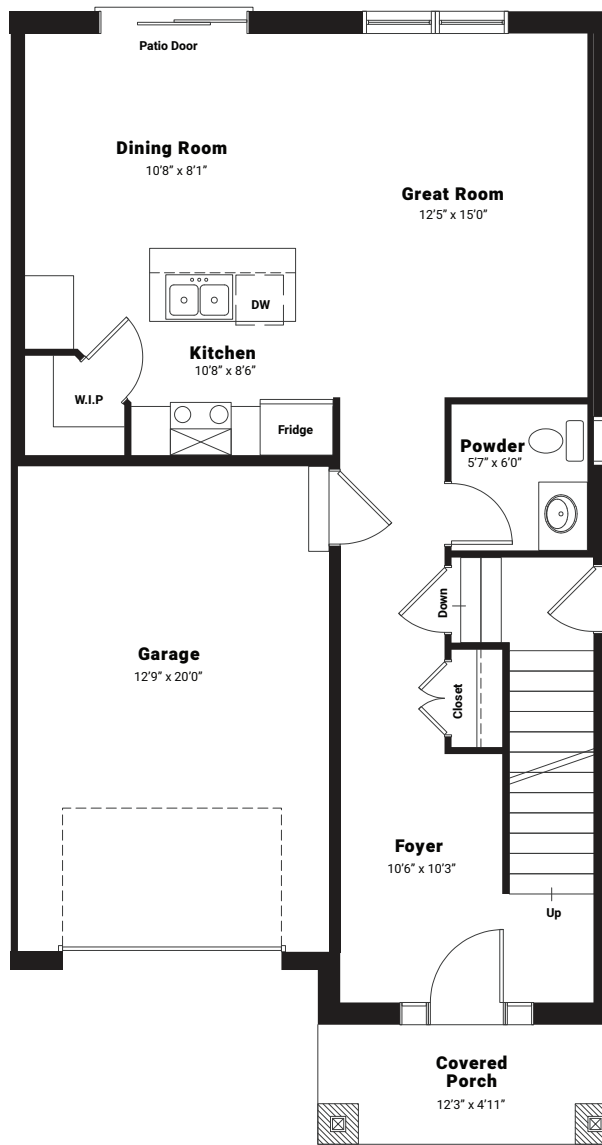 Patio Door
Dining Room
10’8” x 8’1”
Great Room
12’5” x 15’0”
DW
Kitchen
10’8” x 8’6”
W.I.P
Fridge
Powder
5’7” x 6’0”
Down
Garage
12’9” x 20’0”
Closet
Foyer
10’6” x 10’3”
Up
Covered
Porch
12’3” x 4’11”